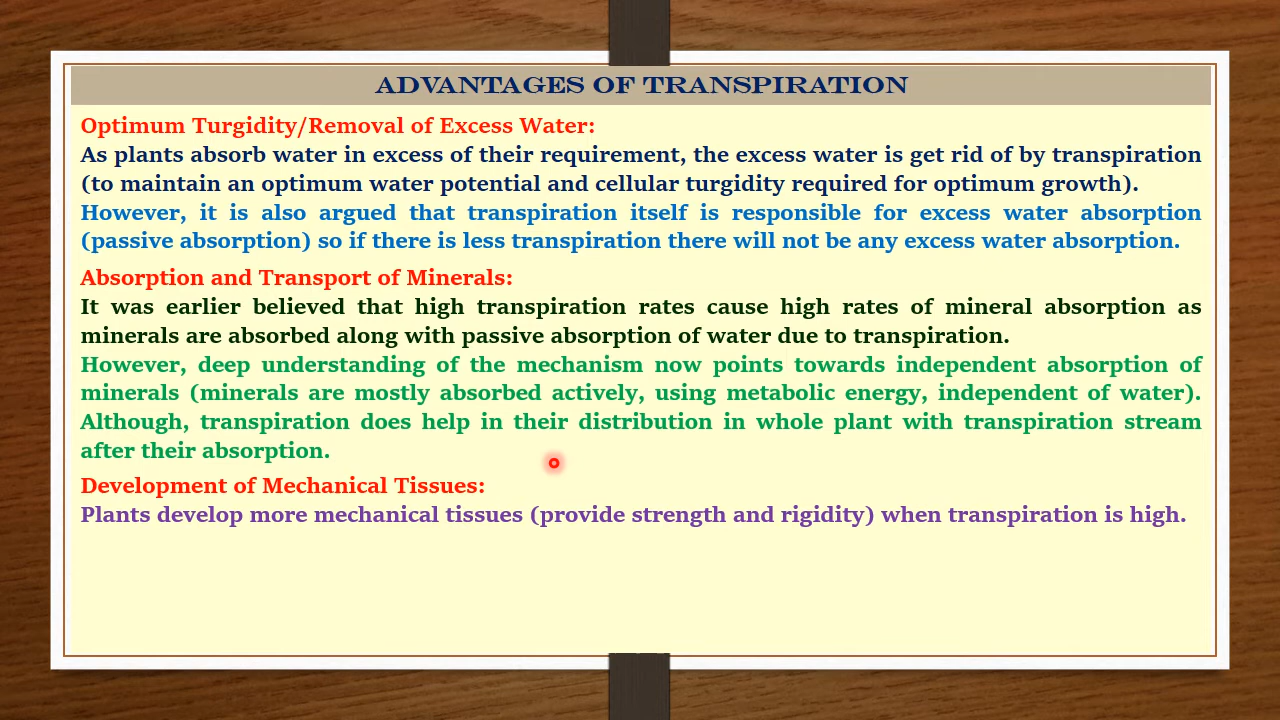 ADVANTAGES OF TRANSPIRATION
Optimum Turgidity/Removal of Excess Water:
As plants absorb water in excess of their requirement, the excess water is get rid of by transpiration
(to maintain an optimum water potential and cellular turgidity required for optimum growth).
However, it is also argued that transpiration itself is responsible for excess water absorption
(passive absorption) so if there is less transpiration there will not be any excess water absorption.
Absorption and Transport of Minerals:
It was earlier believed that high transpiration rates cause high rates of mineral absorption as
minerals are absorbed along with passive absorption of water due to transpiration.
However, deep understanding of the mechanism now points towards independent absorption of
minerals (minerals are mostly absorbed actively, using metabolic energy, independent of water).
Although, transpiration does help in their distribution in whole plant with transpiration stream
after their absorption.
Development of Mechanical Tissues:
Plants develop more mechanical tissues (provide strength and rigidity) when transpiration is high.